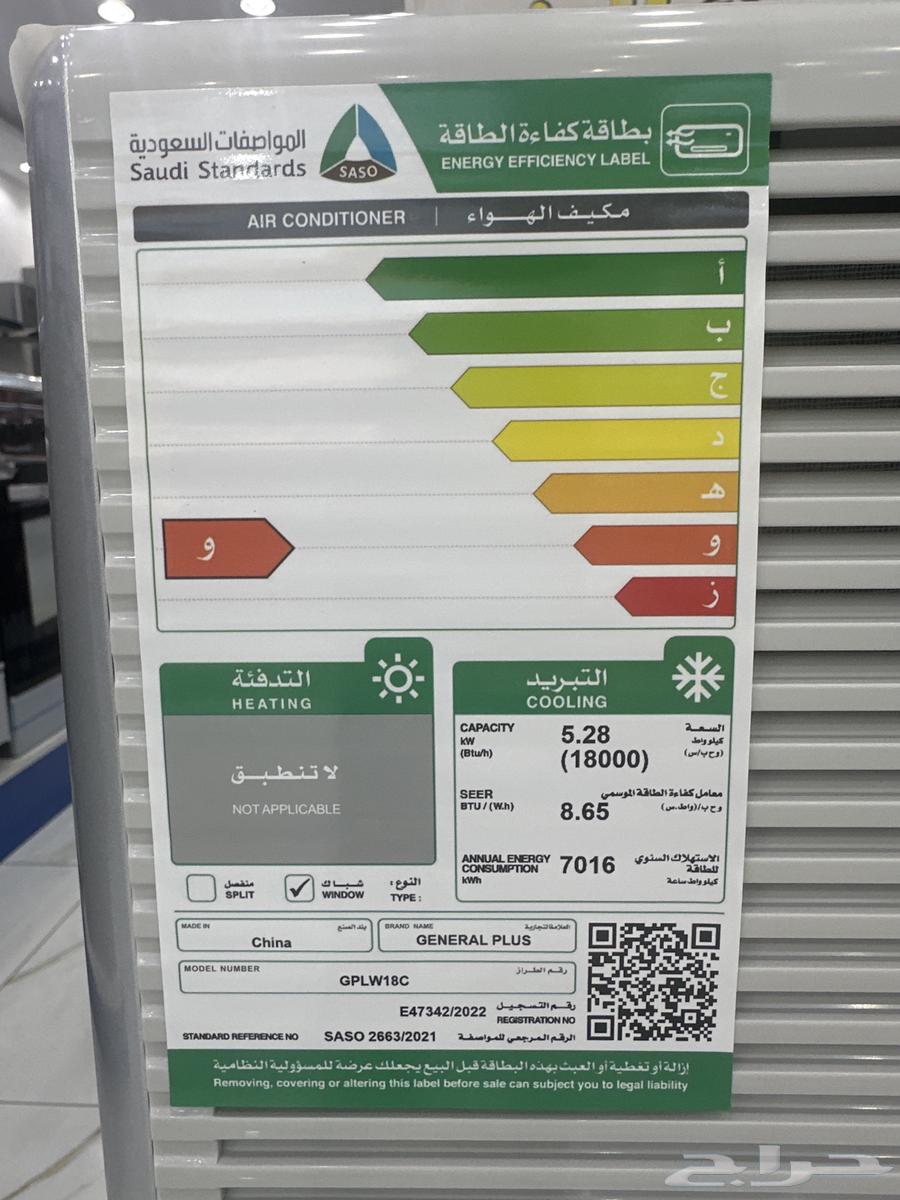 المواصفات السعودية
Saudi Standards
SASO
بطاقة كفاءة الطاقة
ENERGY EFFICIENCY LABEL
AIR CONDITIONER | مكيف الهـــواء
أ
ب
ج
د
هـ
و
و
ز
التدفئة
HEATING
لا تنطبق
NOT APPLICABLE
التبريد
COOLING
CAPACITY 5.28 السعة
kW كيلو واط
(Btu/h) (18000) (وحب/س)
SEER معامل كفاءة الطاقة الموسمي
BTU / (W.h) 8.65 وحب/(واط.س)
ANNUAL ENERGY CONSUMPTION 7016 الاستهلاك السنوي للطاقة
kWh كيلو واط ساعة
منفصل شباك النوع :
SPLIT ✓ WINDOW TYPE :
MADE IN بلد الصنع
China
BRAND NAME العلامة التجارية
GENERAL PLUS
MODEL NUMBER رقم الطراز
GPLW18C
E47342/2022 رقم التسجيل
REGISTRATION NO
STANDARD REFERENCE NO SASO 2663/2021 الرقم المرجعي للمواصفة
إزالة أو تغطية أو العبث بهذه البطاقة قبل البيع يجعلك عرضة للمسؤولية النظامية
Removing, covering or altering this label before sale can subject you to legal liability
حراج